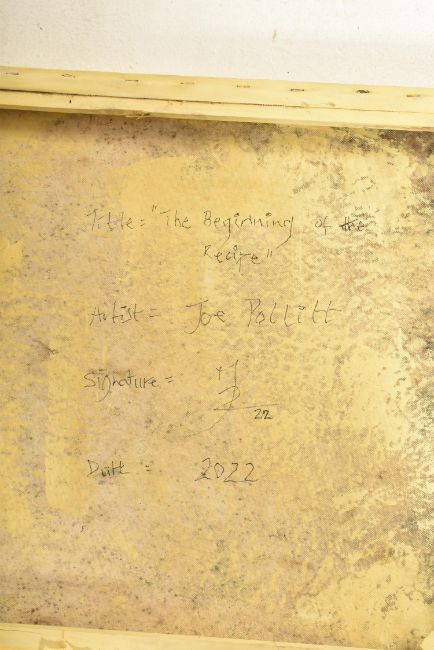 Title = "The Beginning of the
Recipe"
Artist = Joe Pollitt
Signature =
22
Date = 2022